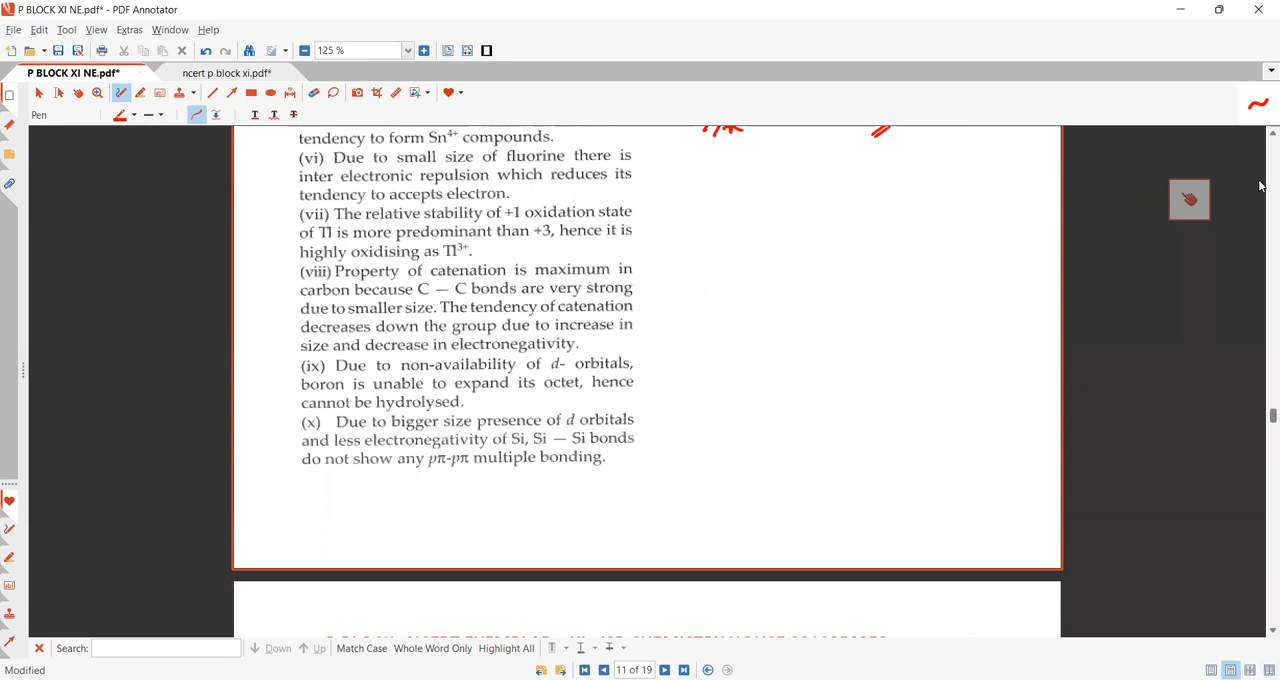 P BLOCK XI NE.pdf* - PDF Annotator
File Edit Tool View Extras Window Help
125 %
P BLOCK XI NE.pdf* ncert p block xi.pdf*
Pen
tendency to form Sn⁴⁺ compounds.
(vi) Due to small size of fluorine there is
inter electronic repulsion which reduces its
tendency to accepts electron.
(vii) The relative stability of +1 oxidation state
of Tl is more predominant than +3, hence it is
highly oxidising as Tl³⁺.
(viii) Property of catenation is maximum in
carbon because C — C bonds are very strong
due to smaller size. The tendency of catenation
decreases down the group due to increase in
size and decrease in electronegativity.
(ix) Due to non-availability of d- orbitals,
boron is unable to expand its octet, hence
cannot be hydrolysed.
(x) Due to bigger size presence of d orbitals
and less electronegativity of Si, Si — Si bonds
do not show any pπ-pπ multiple bonding.
Search: Down Up Match Case Whole Word Only Highlight All
Modified 11 of 19